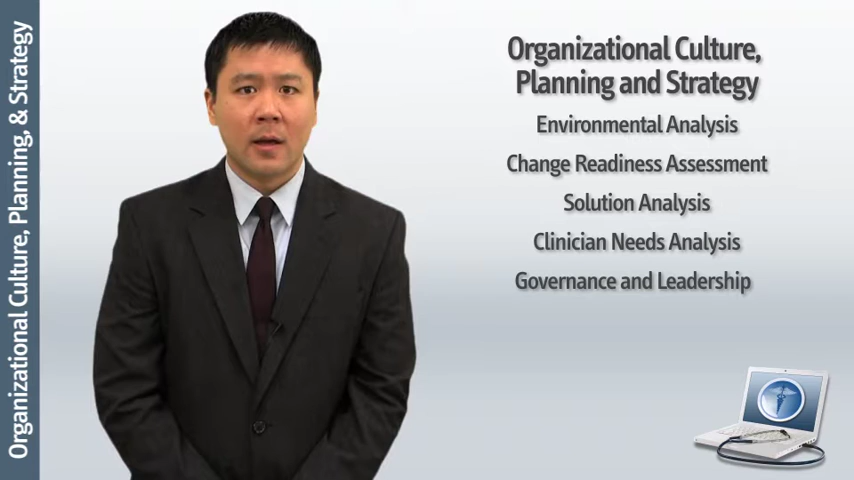 Organizational Culture, Planning, & Strategy
Organizational Culture,
Planning and Strategy
Environmental Analysis
Change Readiness Assessment
Solution Analysis
Clinician Needs Analysis
Governance and Leadership